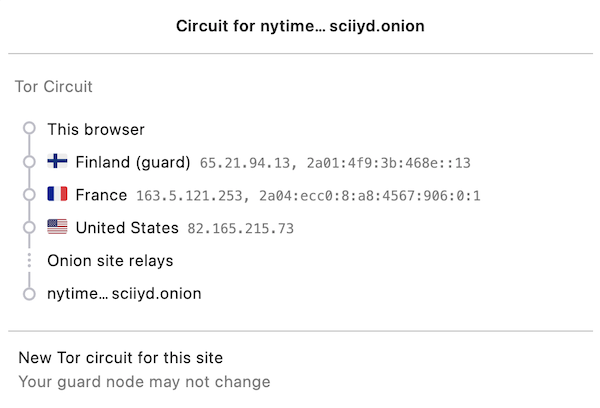 Circuit for nytime… sciiyd.onion
Tor Circuit
This browser
Finland (guard) 65.21.94.13, 2a01:4f9:3b:468e::13
France 163.5.121.253, 2a04:ecc0:8:a8:4567:906:0:1
United States 82.165.215.73
Onion site relays
nytime… sciiyd.onion
New Tor circuit for this site
Your guard node may not change